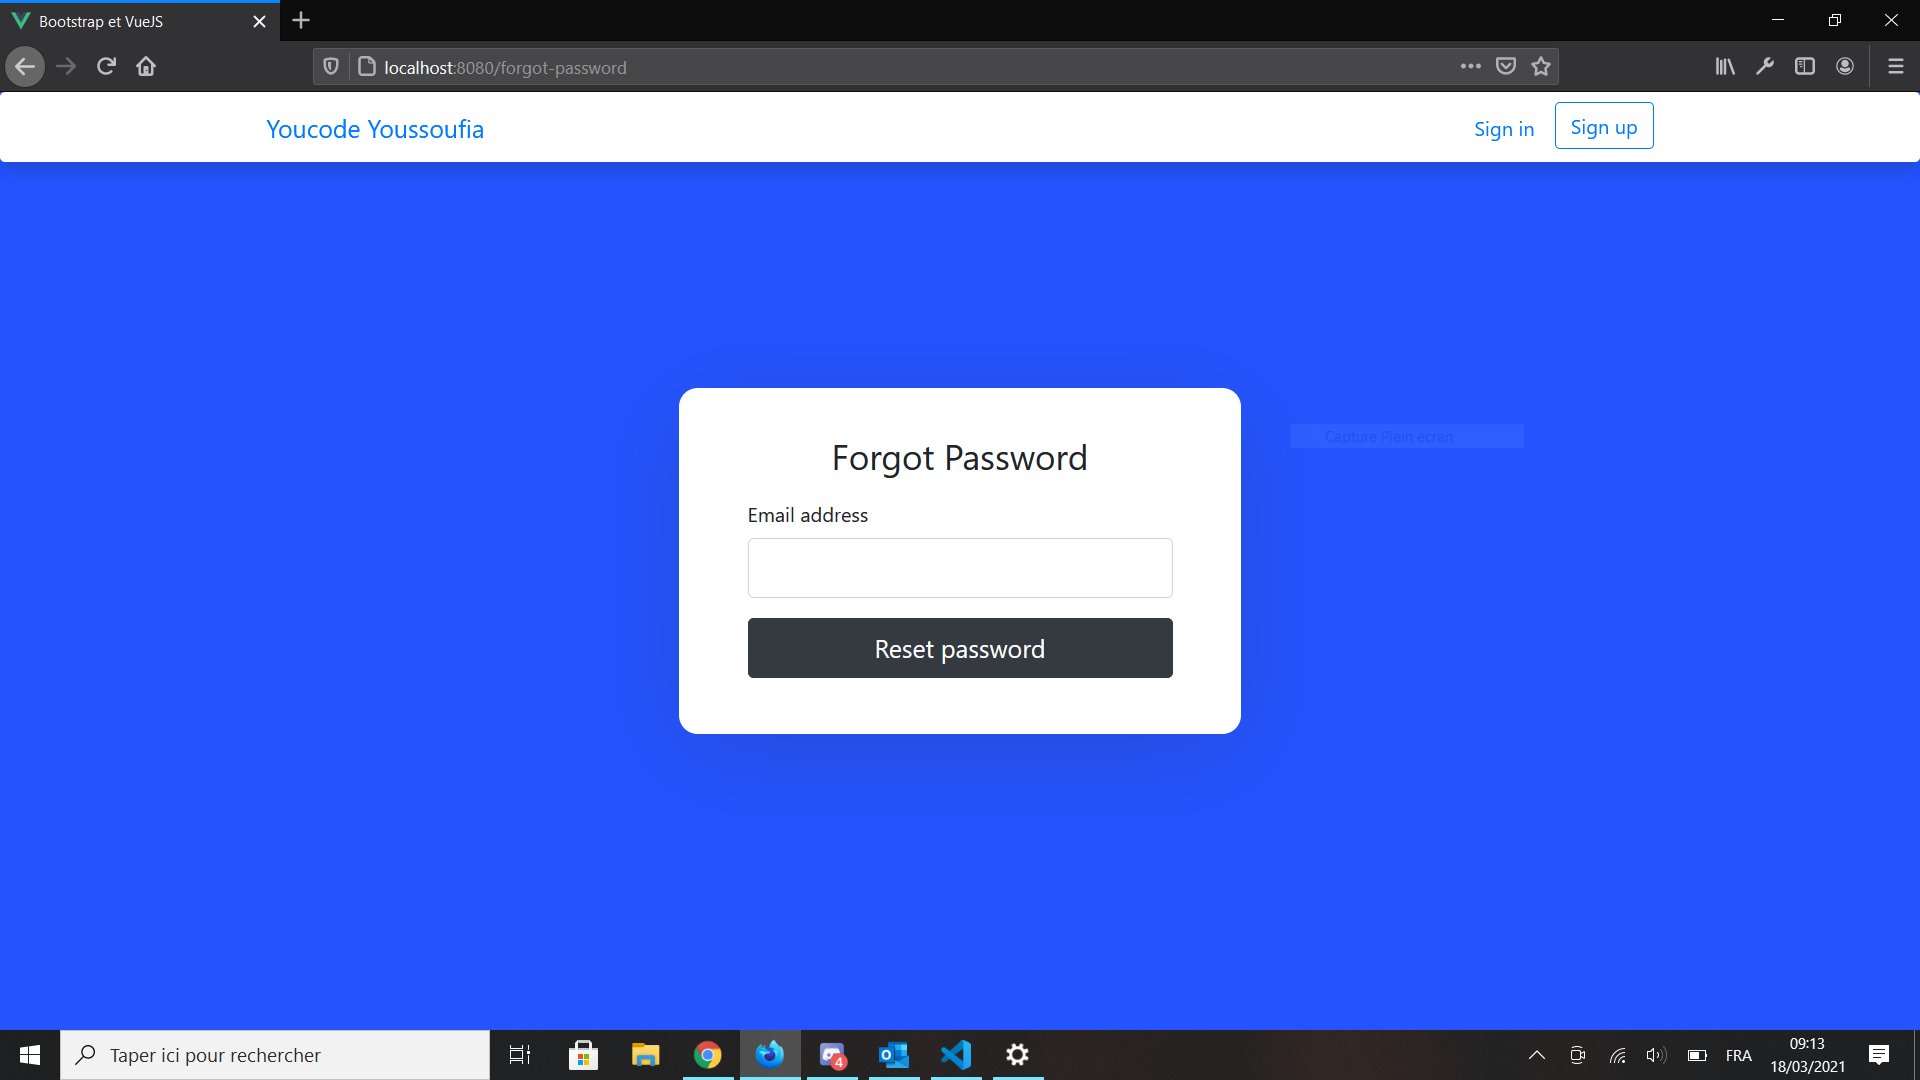 Bootstrap et VueJS
localhost:8080/forgot-password
Youcode Youssoufia
Sign in
Sign up
Forgot Password
Capture Plein écran
Email address
Reset password
Taper ici pour rechercher
4
FRA
09:13
18/03/2021